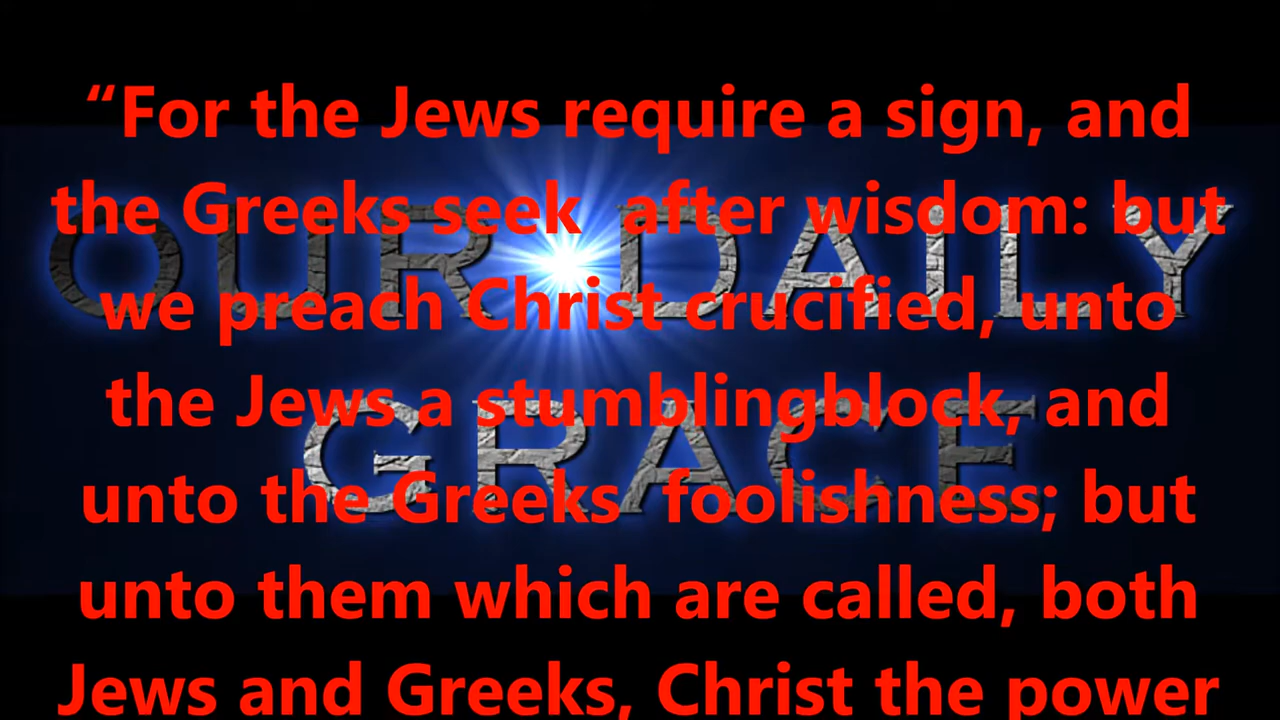 “For the Jews require a sign, and
the Greeks seek  after wisdom: but
OUR DAILY
we preach Christ crucified, unto
the Jews a stumblingblock, and
GRACE
unto the Greeks  foolishness; but
unto them which are called, both
Jews and Greeks, Christ the power